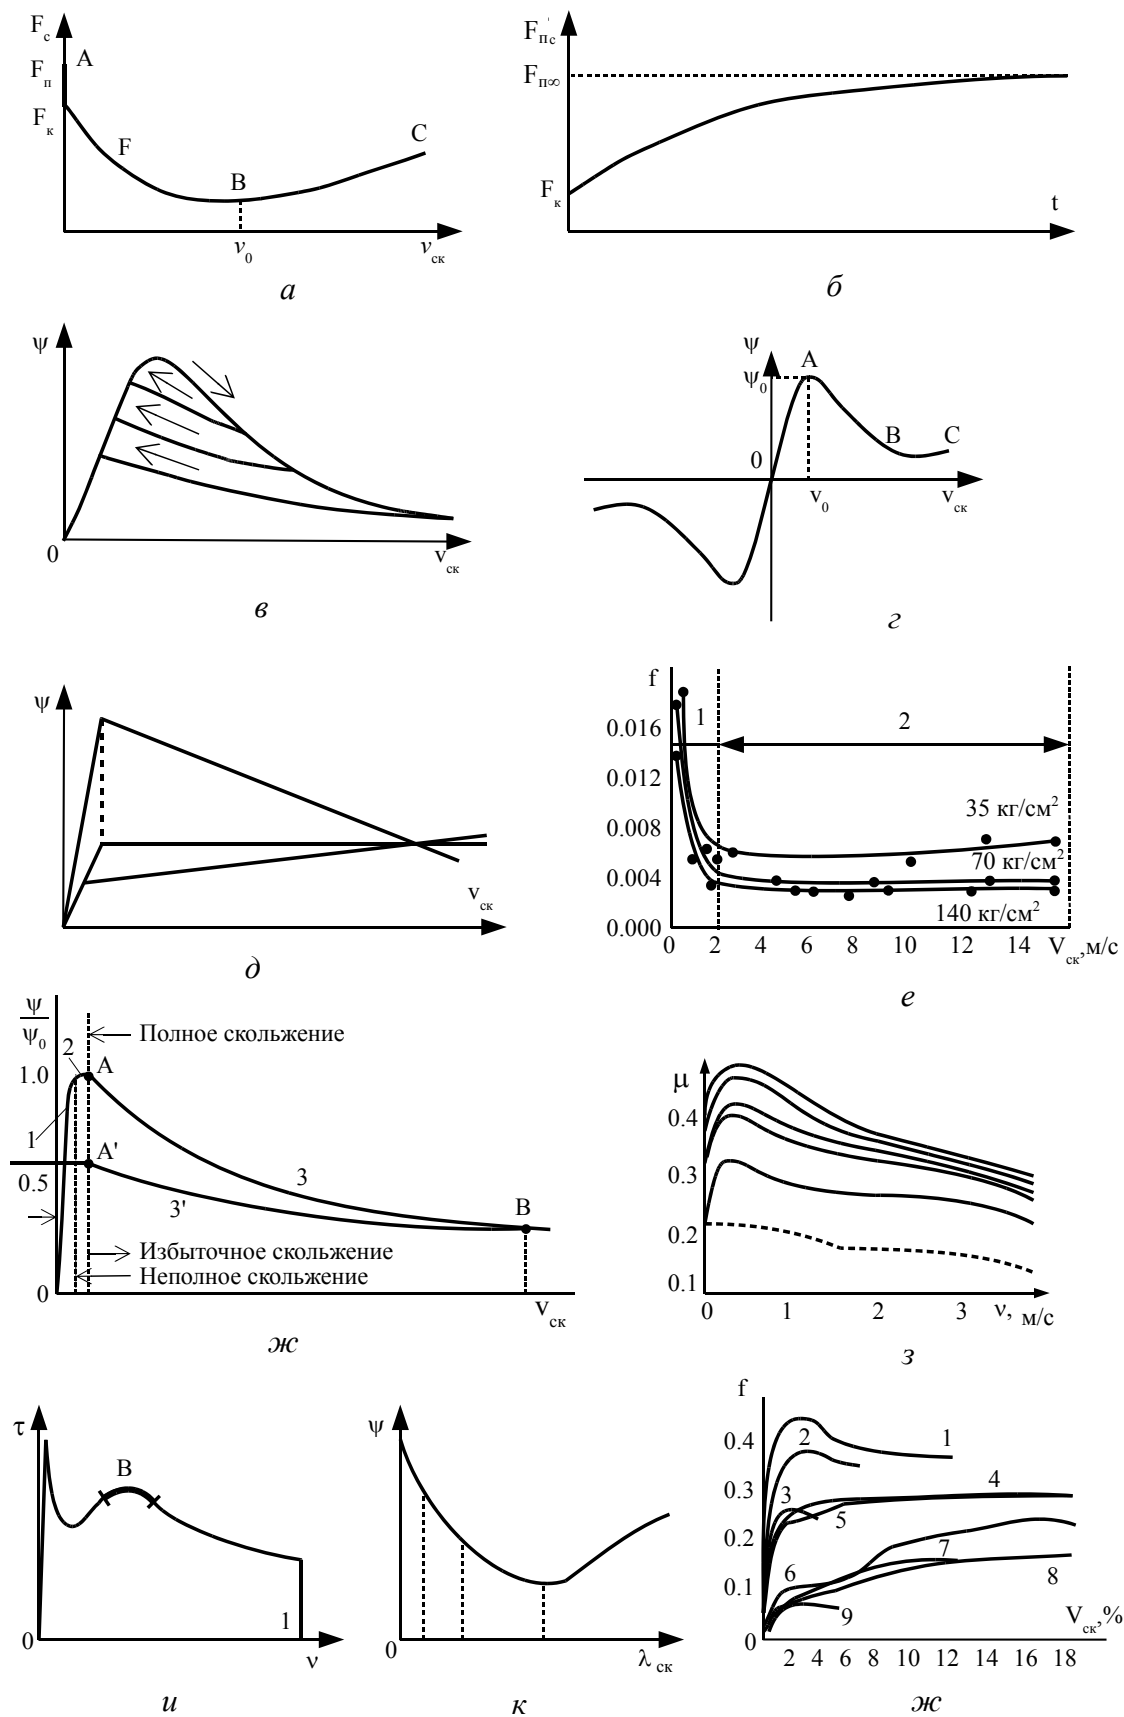 F_с
F_п
F_к
A
F
B
C
v_0
v_ск
а
F_пс
F_п∞
F_к
t
б
ψ
0
v_ск
в
ψ
ψ_0
A
B
C
0
v_0
v_ск
г
ψ
v_ск
д
f
1
2
0.016
0.012
0.008
0.004
0.000
35 кг/см²
70 кг/см²
140 кг/см²
0 2 4 6 8 10 12 14 V_ск,м/с
е
ψ
ψ_0
2
Полное скольжение
A
1.0
1
A'
0.5
3
3'
B
Избыточное скольжение
Неполное скольжение
0
v_ск
ж
μ
0.4
0.3
0.2
0.1
0 1 2 3 ν, м/с
з
τ
B
1
0
ν
и
ψ
0
λ_ск
к
f
0.4
0.3
0.2
0.1
0
1
2
3
4
5
6
7
8
9
V_ск,%
2 4 6 8 10 12 14 16 18
ж